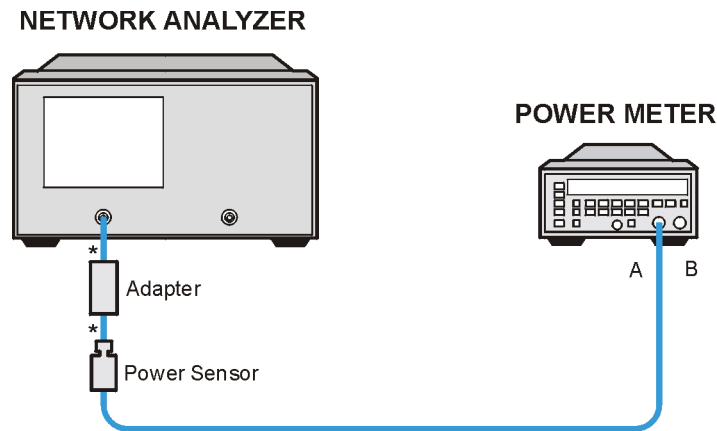 NETWORK ANALYZER
POWER METER
A B
*
Adapter
*
Power Sensor